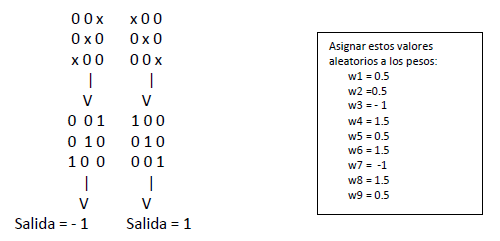 0 0 x x 0 0
0 x 0 0 x 0
x 0 0 0 0 x
| |
V V
0 0 1 1 0 0
0 1 0 0 1 0
1 0 0 0 0 1
| |
V V
Salida = - 1 Salida = 1
Asignar estos valores
aleatorios a los pesos:
w1 = 0.5
w2 =0.5
w3 = - 1
w4 = 1.5
w5 = 0.5
w6 = 1.5
w7 = -1
w8 = 1.5
w9 = 0.5